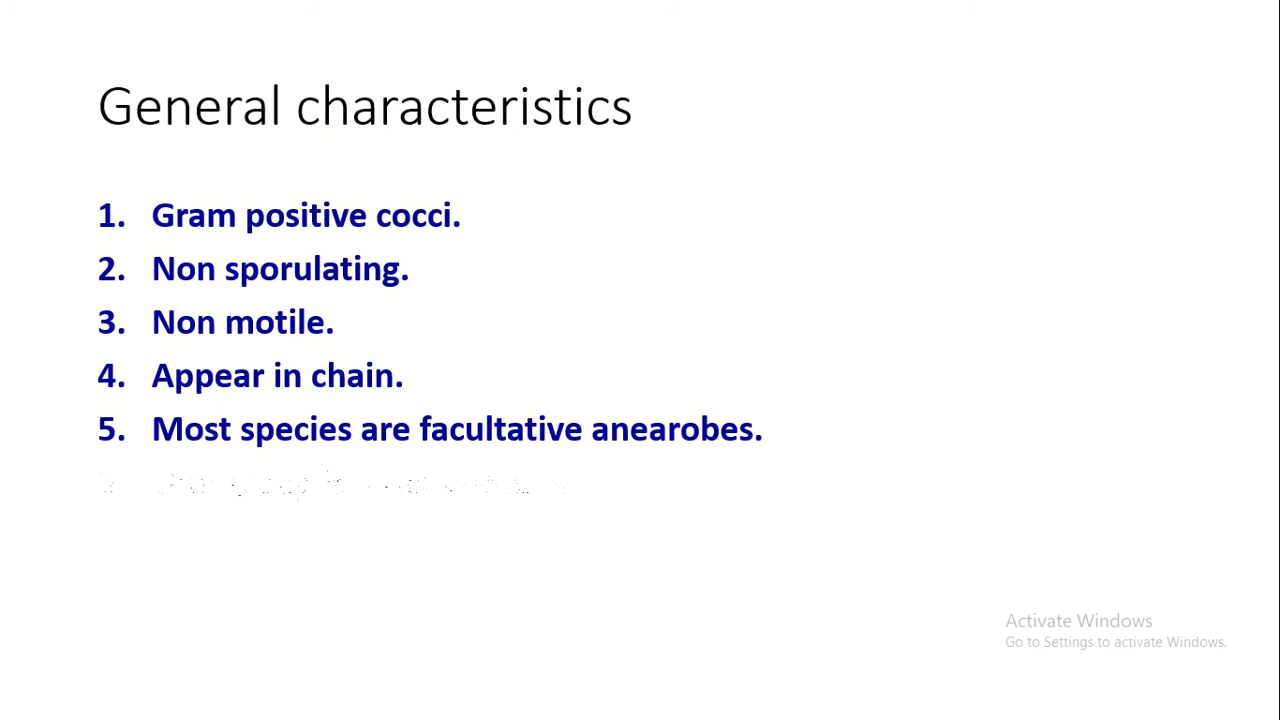 General characteristics
1. Gram positive cocci.
2. Non sporulating.
3. Non motile.
4. Appear in chain.
5. Most species are facultative anearobes.
Activate Windows
Go to Settings to activate Windows.